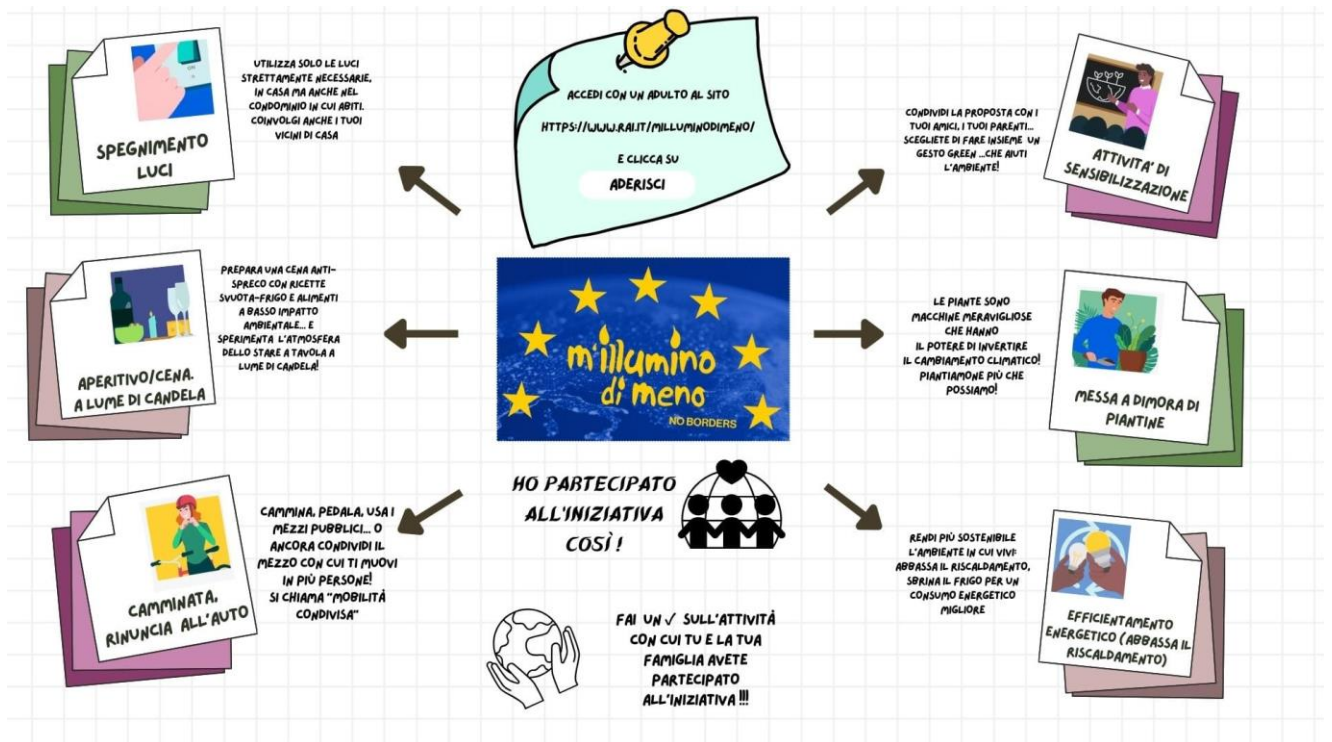 SPEGNIMENTO
LUCI
UTILIZZA SOLO LE LUCI
STRETTAMENTE NECESSARIE,
IN CASA MA ANCHE NEL
CONDOMINIO IN CUI ABITI.
COINVOLGI ANCHE I TUOI
VICINI DI CASA
ACCEDI CON UN ADULTO AL SITO
HTTPS://WWW.RAI.IT/MILLUMINODIMENO/
E CLICCA SU
ADERISCI
CONDIVIDI LA PROPOSTA CON I
TUOI AMICI, I TUOI PARENTI...
SCEGLIETE DI FARE INSIEME UN
GESTO GREEN ...CHE AIUTI
L'AMBIENTE!
ATTIVITA' DI
SENSIBILIZZAZIONE
APERITIVO/CENA.
A LUME DI CANDELA
PREPARA UNA CENA ANTI-
SPRECO CON RICETTE
SVUOTA-FRIGO E ALIMENTI
A BASSO IMPATTO
AMBIENTALE... E
SPERIMENTA L'ATMOSFERA
DELLO STARE A TAVOLA A
LUME DI CANDELA!
m'illumino
di meno
NO BORDERS
LE PIANTE SONO
MACCHINE MERAVIGLIOSE
CHE HANNO
IL POTERE DI INVERTIRE
IL CAMBIAMENTO CLIMATICO!
PIANTIAMONE PIÙ CHE
POSSIAMO!
MESSA A DIMORA DI
PIANTINE
CAMMINATA,
RINUNCIA ALL'AUTO
CAMMINA, PEDALA, USA I
MEZZI PUBBLICI... O
ANCORA CONDIVIDI IL
MEZZO CON CUI TI MUOVI
IN PIÙ PERSONE!
SI CHIAMA "MOBILITÀ
CONDIVISA"
HO PARTECIPATO
ALL'INIZIATIVA
COSÌ !
FAI UN ✓ SULL'ATTIVITÀ
CON CUI TU E LA TUA
FAMIGLIA AVETE
PARTECIPATO
ALL'INIZIATIVA !!!
RENDI PIÙ SOSTENIBILE
L'AMBIENTE IN CUI VIVI:
ABBASSA IL RISCALDAMENTO,
SBRINA IL FRIGO PER UN
CONSUMO ENERGETICO
MIGLIORE
EFFICIENTAMENTO
ENERGETICO (ABBASSA IL
RISCALDAMENTO)